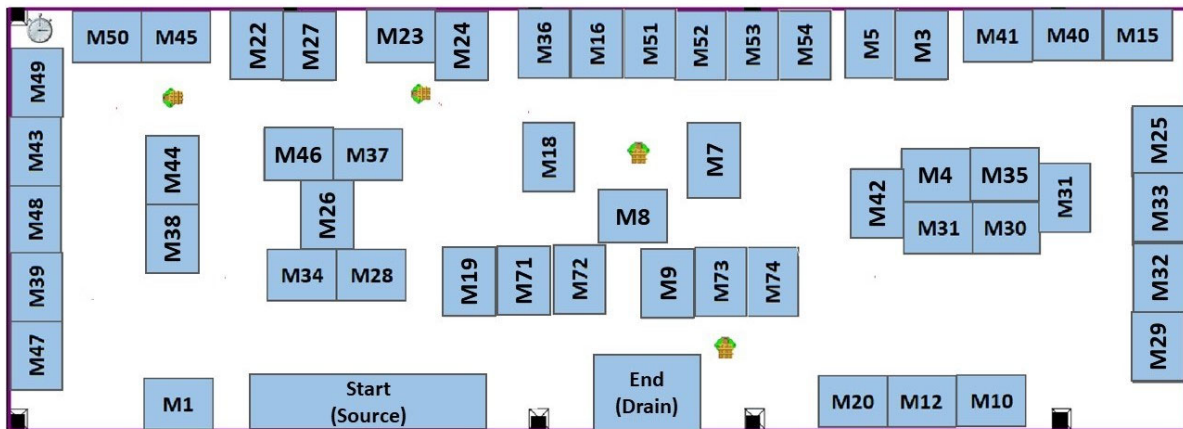 M50 M45 M22 M27 M23 M24 M36 M16 M51 M52 M53 M54 M5 M3 M41 M40 M15
M49 M43 M48 M39 M47
M44 M38
M46 M37
M26
M34 M28
M18 M7
M8
M19 M71 M72 M9 M73 M74
M42 M4 M35 M31
M31 M30
M25 M33 M32 M29
M1
Start
(Source)
End
(Drain)
M20 M12 M10